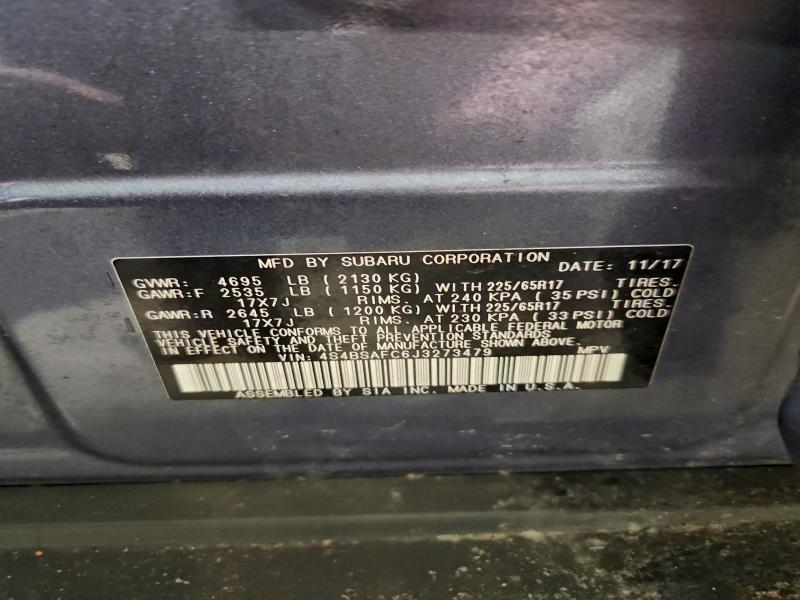 MFD BY SUBARU CORPORATION DATE: 11/17
GVWR: 4695 LB ( 2130 KG)
GAWR:F 2535 LB ( 1150 KG) WITH 225/65R17 TIRES.
17X7J RIMS. AT 240 KPA ( 35 PSI) COLD
GAWR:R 2645 LB ( 1200 KG) WITH 225/65R17 TIRES.
17X7J RIMS. AT 230 KPA ( 33 PSI) COLD
THIS VEHICLE CONFORMS TO ALL APPLICABLE FEDERAL MOTOR
VEHICLE SAFETY AND THEFT PREVENTION STANDARDS
IN EFFECT ON THE DATE OF MANUFACTURE SHOWN ABOVE.
VIN: 4S4BSAFC6J3273479 MPV
ASSEMBLED BY SIA INC. MADE IN U.S.A.